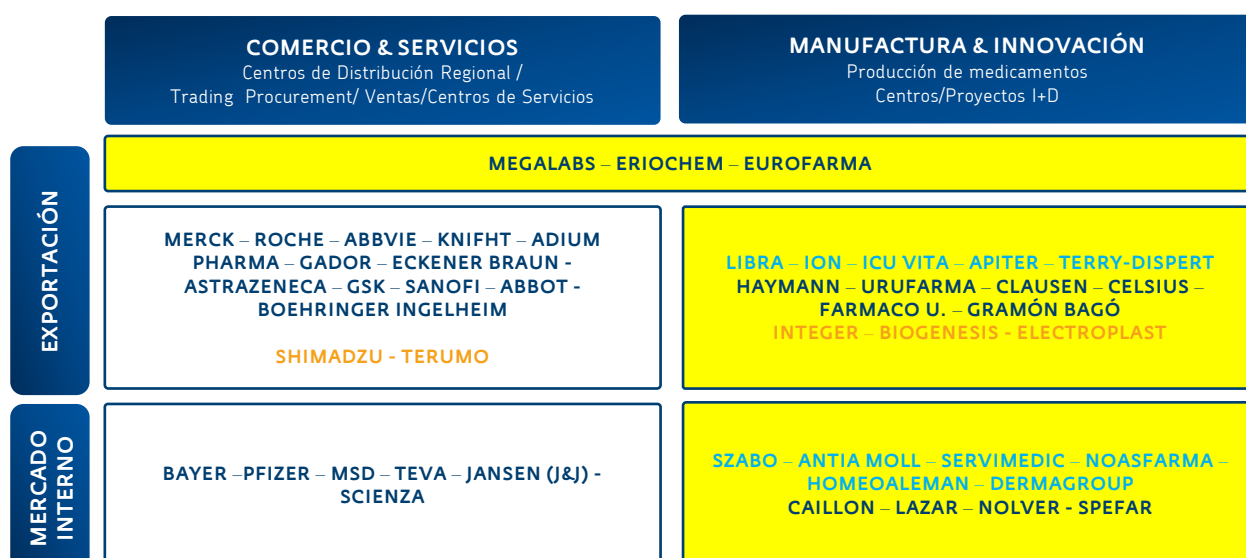 COMERCIO & SERVICIOS
Centros de Distribución Regional /
Trading Procurement/ Ventas/Centros de Servicios
MANUFACTURA & INNOVACIÓN
Producción de medicamentos
Centros/Proyectos I+D
EXPORTACIÓN
MEGALABS – ERIOCHEM – EUROFARMA
MERCK – ROCHE – ABBVIE – KNIFHT – ADIUM
PHARMA – GADOR – ECKENER BRAUN -
ASTRAZENECA – GSK – SANOFI – ABBOT -
BOEHRINGER INGELHEIM
SHIMADZU - TERUMO
LIBRA – ION – ICU VITA – APITER – TERRY-DISPERT
HAYMANN – URUFARMA – CLAUSEN – CELSIUS –
FARMACO U. – GRAMÓN BAGÓ
INTEGER – BIOGENESIS - ELECTROPLAST
MERCADO
INTERNO
BAYER –PFIZER – MSD – TEVA – JANSEN (J&J) -
SCIENZA
SZABO – ANTIA MOLL – SERVIMEDIC – NOASFARMA –
HOMEOALEMAN – DERMAGROUP
CAILLON – LAZAR – NOLVER - SPEFAR